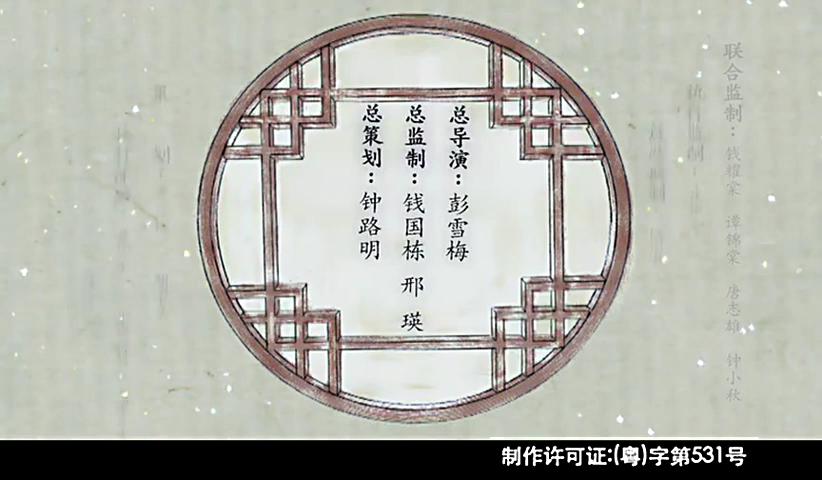 联合监制：钱耀棠 谭锦棠 唐志雄 钟小秋
总导演：彭雪梅
总监制：钱国栋 邢瑛
总策划：钟路明
制作许可证:(粤)字第531号